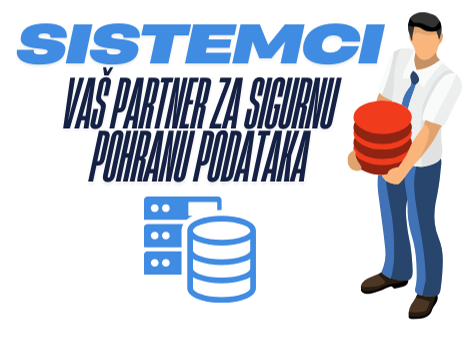 SISTEMCI
VAŠ PARTNER ZA SIGURNU
POHRANU PODATAKA